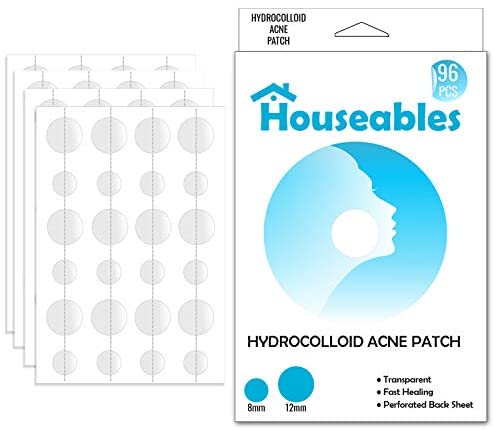 HYDROCOLLOID
ACNE
PATCH
96
PCS
Houseables
HYDROCOLLOID ACNE PATCH
8mm
12mm
• Transparent
• Fast Healing
• Perforated Back Sheet